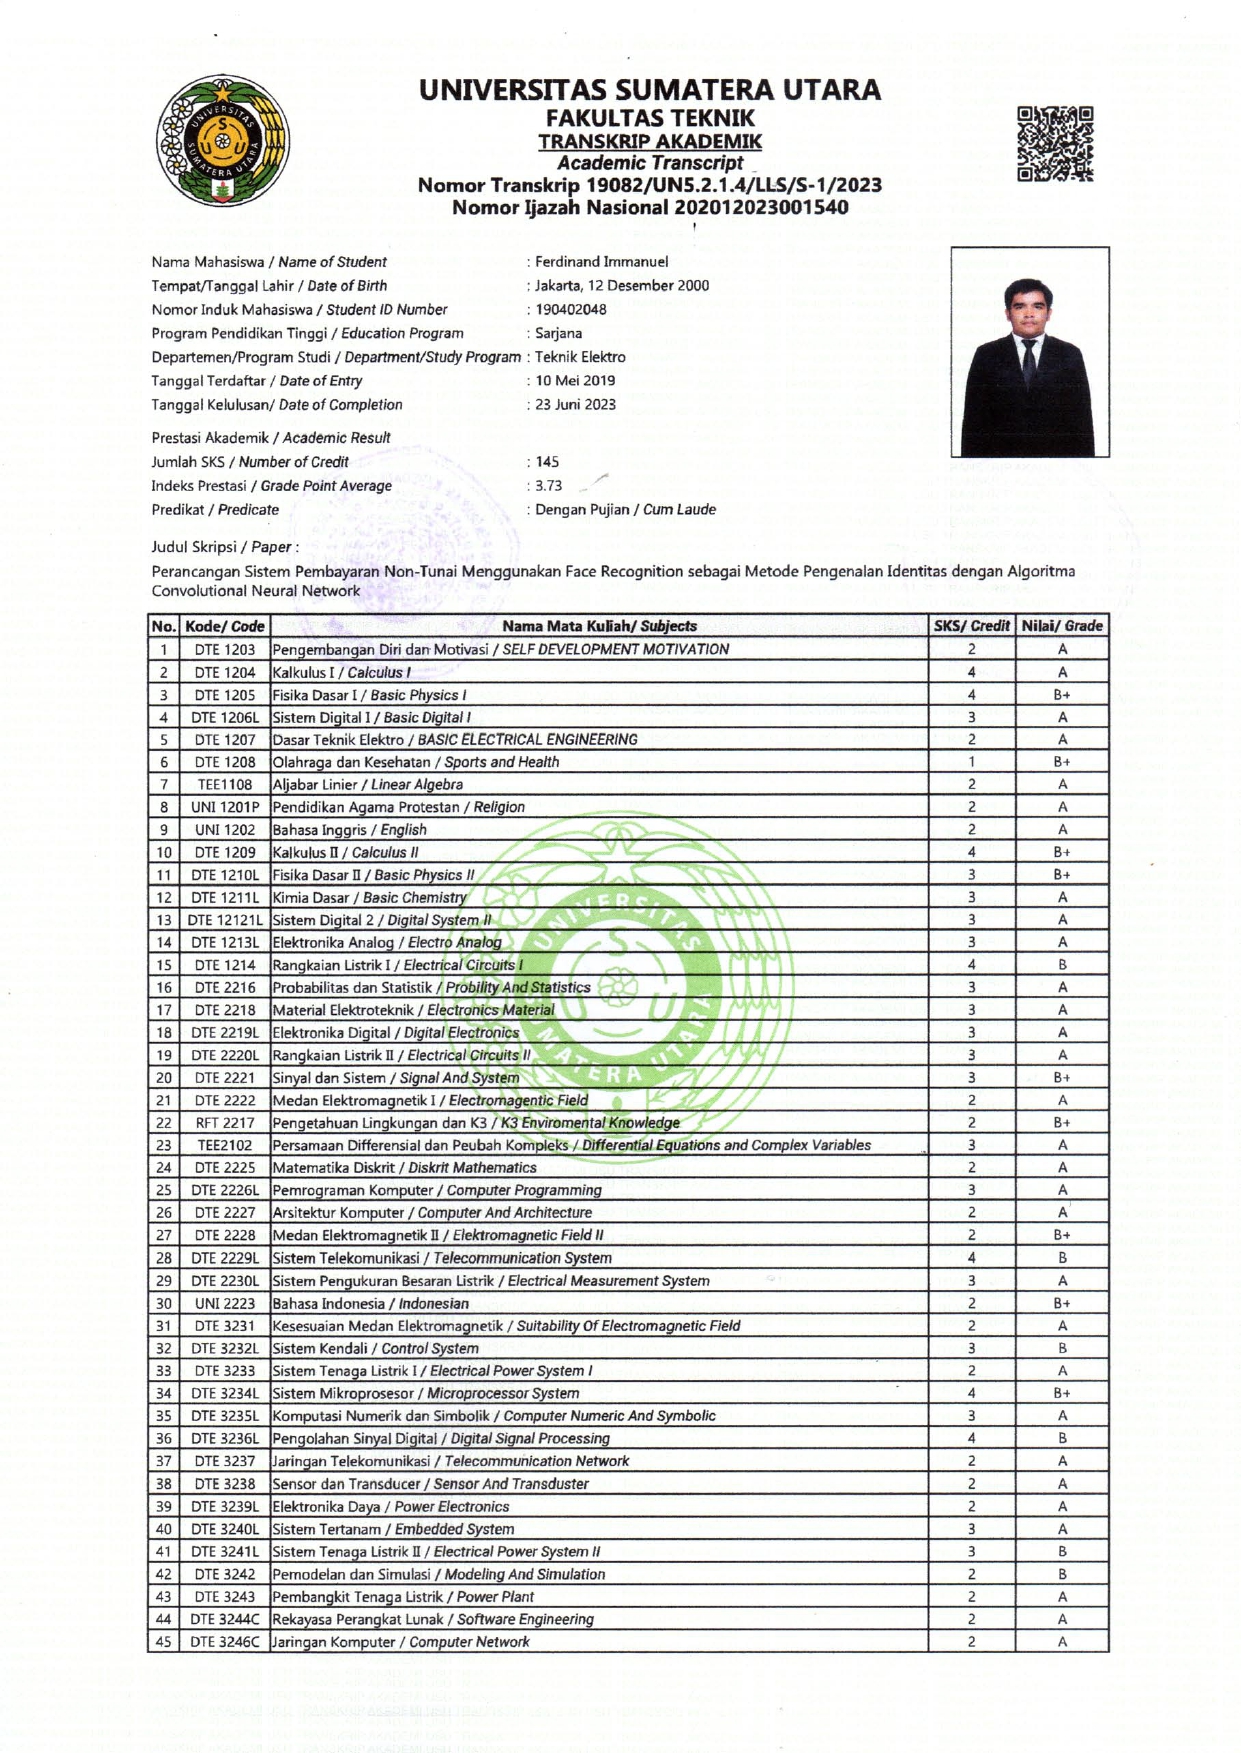 UNIVERSITAS SUMATERA UTARA
FAKULTAS TEKNIK
TRANSKRIP AKADEMIK
Academic Transcript
Nomor Transkrip 19082/UN5.2.1.4/LLS/S-1/2023
Nomor Ijazah Nasional 202012023001540
UNIVERSITAS SUMATERA UTARA
S U U
Nama Mahasiswa / Name of Student : Ferdinand Immanuel
Tempat/Tanggal Lahir / Date of Birth : Jakarta, 12 Desember 2000
Nomor Induk Mahasiswa / Student ID Number : 190402048
Program Pendidikan Tinggi / Education Program : Sarjana
Departemen/Program Studi / Department/Study Program : Teknik Elektro
Tanggal Terdaftar / Date of Entry : 10 Mei 2019
Tanggal Kelulusan/ Date of Completion : 23 Juni 2023
Prestasi Akademik / Academic Result
Jumlah SKS / Number of Credit : 145
Indeks Prestasi / Grade Point Average : 3.73
Predikat / Predicate : Dengan Pujian / Cum Laude
Judul Skripsi / Paper :
Perancangan Sistem Pembayaran Non-Tunai Menggunakan Face Recognition sebagai Metode Pengenalan Identitas dengan Algoritma
Convolutional Neural Network
No. Kode/ Code Nama Mata Kuliah/ Subjects SKS/ Credit Nilai/ Grade
1 DTE 1203 Pengembangan Diri dan Motivasi / SELF DEVELOPMENT MOTIVATION 2 A
2 DTE 1204 Kalkulus I / Calculus I 4 A
3 DTE 1205 Fisika Dasar I / Basic Physics I 4 B+
4 DTE 1206L Sistem Digital I / Basic Digital I 3 A
5 DTE 1207 Dasar Teknik Elektro / BASIC ELECTRICAL ENGINEERING 2 A
6 DTE 1208 Olahraga dan Kesehatan / Sports and Health 1 B+
7 TEE1108 Aljabar Linier / Linear Algebra 2 A
8 UNI 1201P Pendidikan Agama Protestan / Religion 2 A
9 UNI 1202 Bahasa Inggris / English 2 A
10 DTE 1209 Kalkulus II / Calculus II 4 B+
11 DTE 1210L Fisika Dasar II / Basic Physics II 3 B+
12 DTE 1211L Kimia Dasar / Basic Chemistry 3 A
13 DTE 12121L Sistem Digital 2 / Digital System II 3 A
14 DTE 1213L Elektronika Analog / Electro Analog 3 A
15 DTE 1214 Rangkaian Listrik I / Electrical Circuits I 4 B
16 DTE 2216 Probabilitas dan Statistik / Probility And Statistics 3 A
17 DTE 2218 Material Elektroteknik / Electronics Material 3 A
18 DTE 2219L Elektronika Digital / Digital Electronics 3 A
19 DTE 2220L Rangkaian Listrik II / Electrical Circuits II 3 A
20 DTE 2221 Sinyal dan Sistem / Signal And System 3 B+
21 DTE 2222 Medan Elektromagnetik I / Electromagentic Field 2 A
22 RFT 2217 Pengetahuan Lingkungan dan K3 / K3 Enviromental Knowledge 2 B+
23 TEE2102 Persamaan Differensial dan Peubah Kompleks / Differential Equations and Complex Variables 3 A
24 DTE 2225 Matematika Diskrit / Diskrit Mathematics 2 A
25 DTE 2226L Pemrograman Komputer / Computer Programming 3 A
26 DTE 2227 Arsitektur Komputer / Computer And Architecture 2 A
27 DTE 2228 Medan Elektromagnetik II / Elektromagnetic Field II 2 B+
28 DTE 2229L Sistem Telekomunikasi / Telecommunication System 4 B
29 DTE 2230L Sistem Pengukuran Besaran Listrik / Electrical Measurement System 3 A
30 UNI 2223 Bahasa Indonesia / Indonesian 2 B+
31 DTE 3231 Kesesuaian Medan Elektromagnetik / Suitability Of Electromagnetic Field 2 A
32 DTE 3232L Sistem Kendali / Control System 3 B
33 DTE 3233 Sistem Tenaga Listrik I / Electrical Power System I 2 A
34 DTE 3234L Sistem Mikroprosesor / Microprocessor System 4 B+
35 DTE 3235L Komputasi Numerik dan Simbolik / Computer Numeric And Symbolic 3 A
36 DTE 3236L Pengolahan Sinyal Digital / Digital Signal Processing 4 B
37 DTE 3237 Jaringan Telekomunikasi / Telecommunication Network 2 A
38 DTE 3238 Sensor dan Transducer / Sensor And Transduster 2 A
39 DTE 3239L Elektronika Daya / Power Electronics 2 A
40 DTE 3240L Sistem Tertanam / Embedded System 3 A
41 DTE 3241L Sistem Tenaga Listrik II / Electrical Power System II 3 B
42 DTE 3242 Pemodelan dan Simulasi / Modeling And Simulation 2 B
43 DTE 3243 Pembangkit Tenaga Listrik / Power Plant 2 A
44 DTE 3244C Rekayasa Perangkat Lunak / Software Engineering 2 A
45 DTE 3246C Jaringan Komputer / Computer Network 2 A
UNIVERSITAS SUMATERA UTARA
S U U